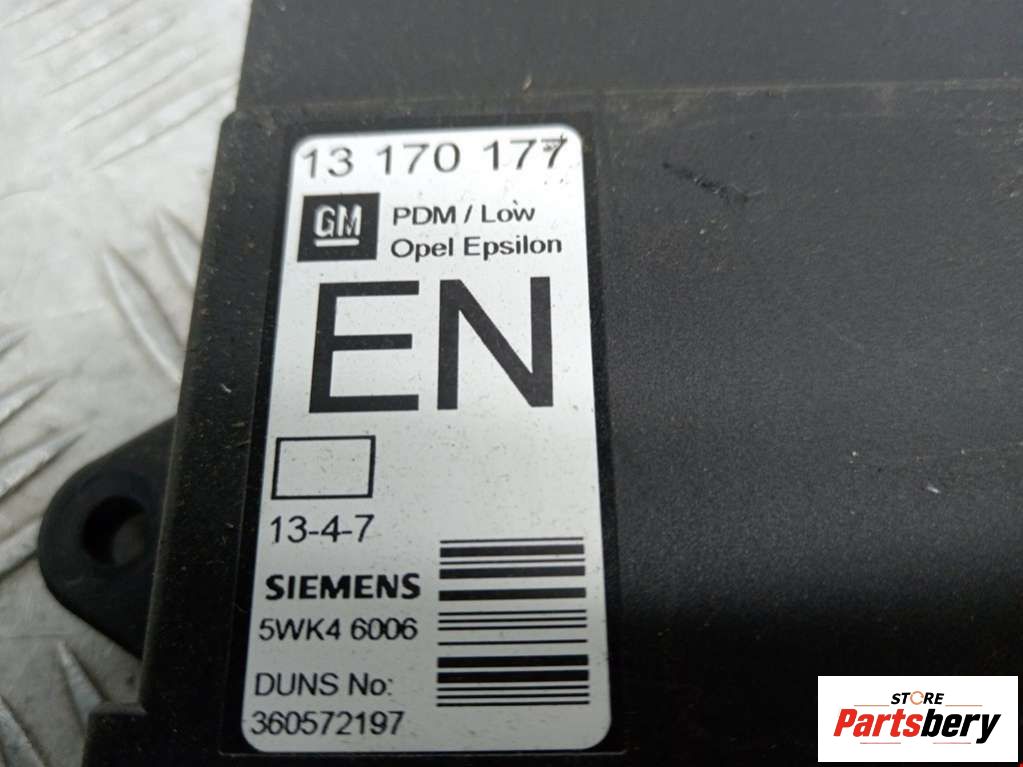 13 170 177
GM
PDM / Low
Opel Epsilon
EN
13-4-7
SIEMENS
5WK4 6006
DUNS No:
360572197
STORE
Partsbery